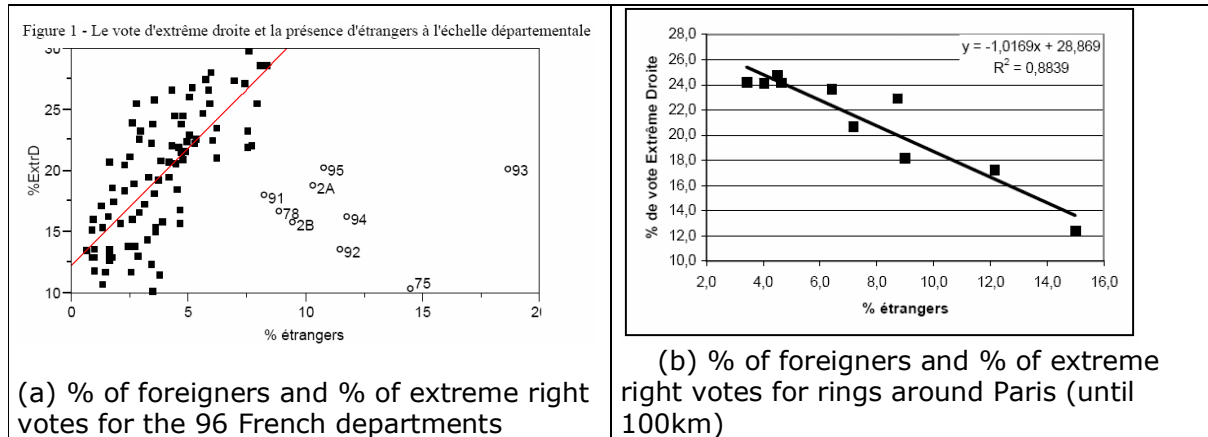 Figure 1 - Le vote d'extrême droite et la présence d'étrangers à l'échelle départementale
30
25
20
15
10
%ExtrD
95
93
2A
91
78
2B
94
92
75
0
5
10
15
20
% étrangers
(a) % of foreigners and % of extreme right
votes for the 96 French departments
28,0
26,0
24,0
22,0
20,0
18,0
16,0
14,0
12,0
10,0
% de vote Extrême Droite
y = -1,0169x + 28,869
R² = 0,8839
2,0
4,0
6,0
8,0
10,0
12,0
14,0
16,0
% étrangers
(b) % of foreigners and % of extreme
right votes for rings around Paris (until
100km)